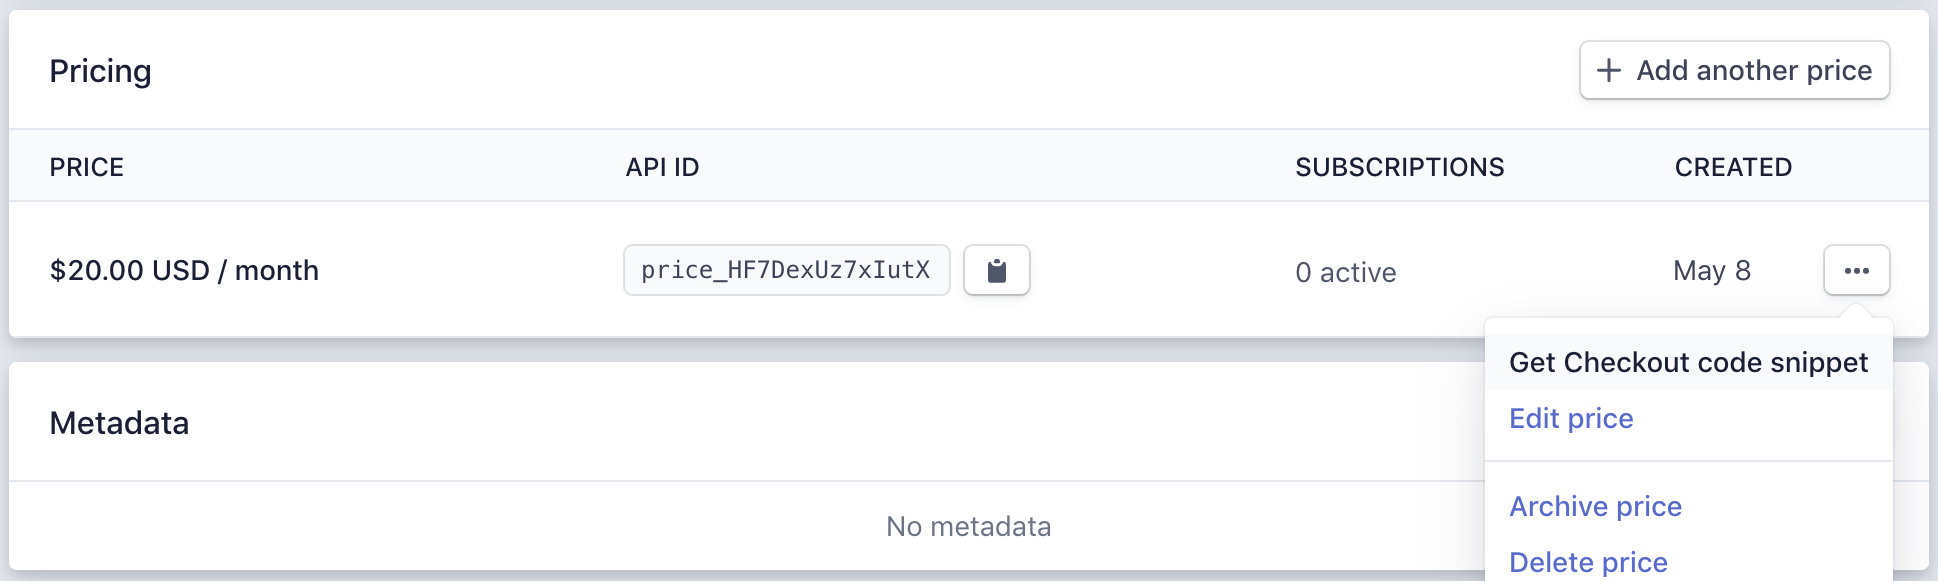 Pricing
Add another price
PRICE API ID SUBSCRIPTIONS CREATED
$20.00 USD / month price_HF7DexUz7xIutX 0 active May 8
Get Checkout code snippet
Edit price
Metadata
Archive price
No metadata
Delete price